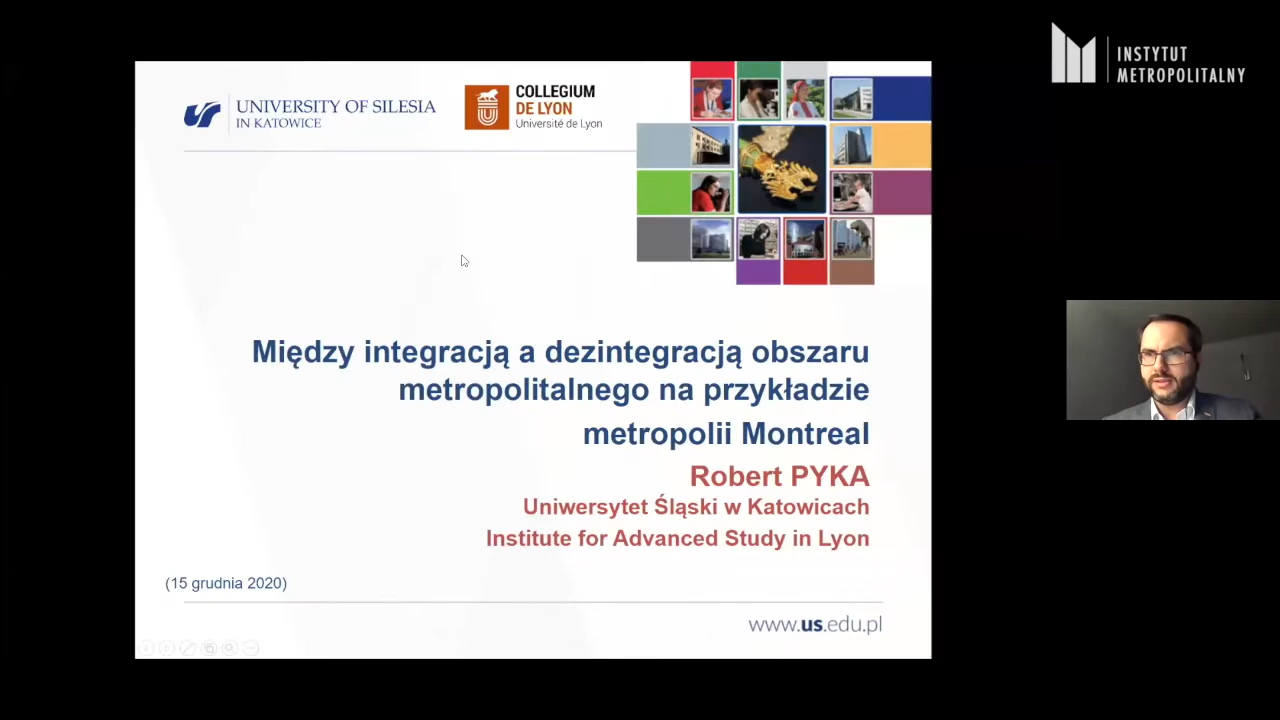 INSTYTUT
METROPOLITALNY
UNIVERSITY OF SILESIA
IN KATOWICE
COLLEGIUM
DE LYON
Université de Lyon
Między integracją a dezintegracją obszaru
metropolitalnego na przykładzie
metropolii Montreal
Robert PYKA
Uniwersytet Śląski w Katowicach
Institute for Advanced Study in Lyon
(15 grudnia 2020)
www.us.edu.pl